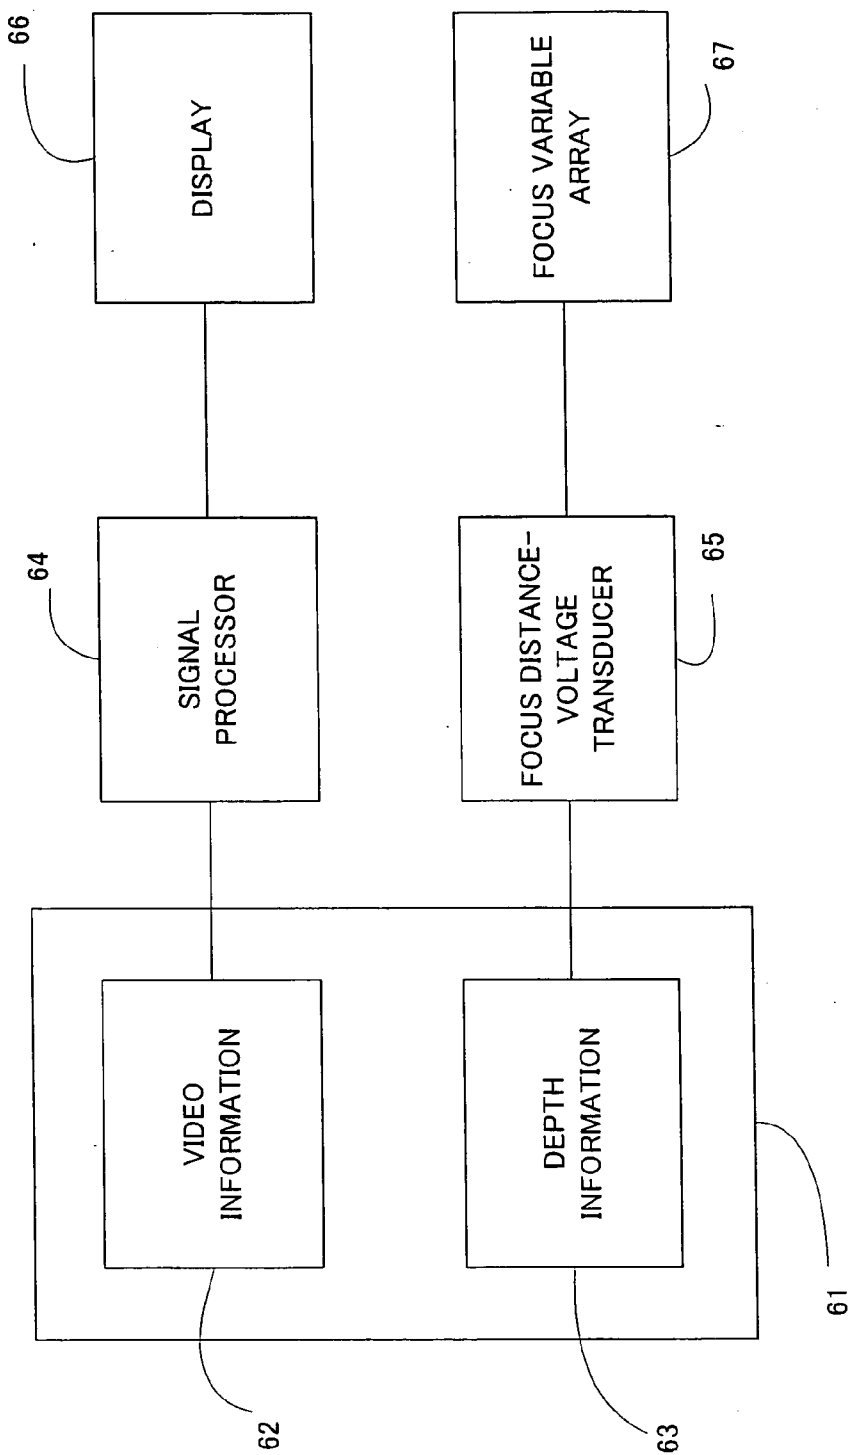 62
VIDEO
INFORMATION
64
SIGNAL
PROCESSOR
66
DISPLAY
63
DEPTH
INFORMATION
61
FOCUS DISTANCE-
VOLTAGE
TRANSDUCER
65
FOCUS VARIABLE
ARRAY
67